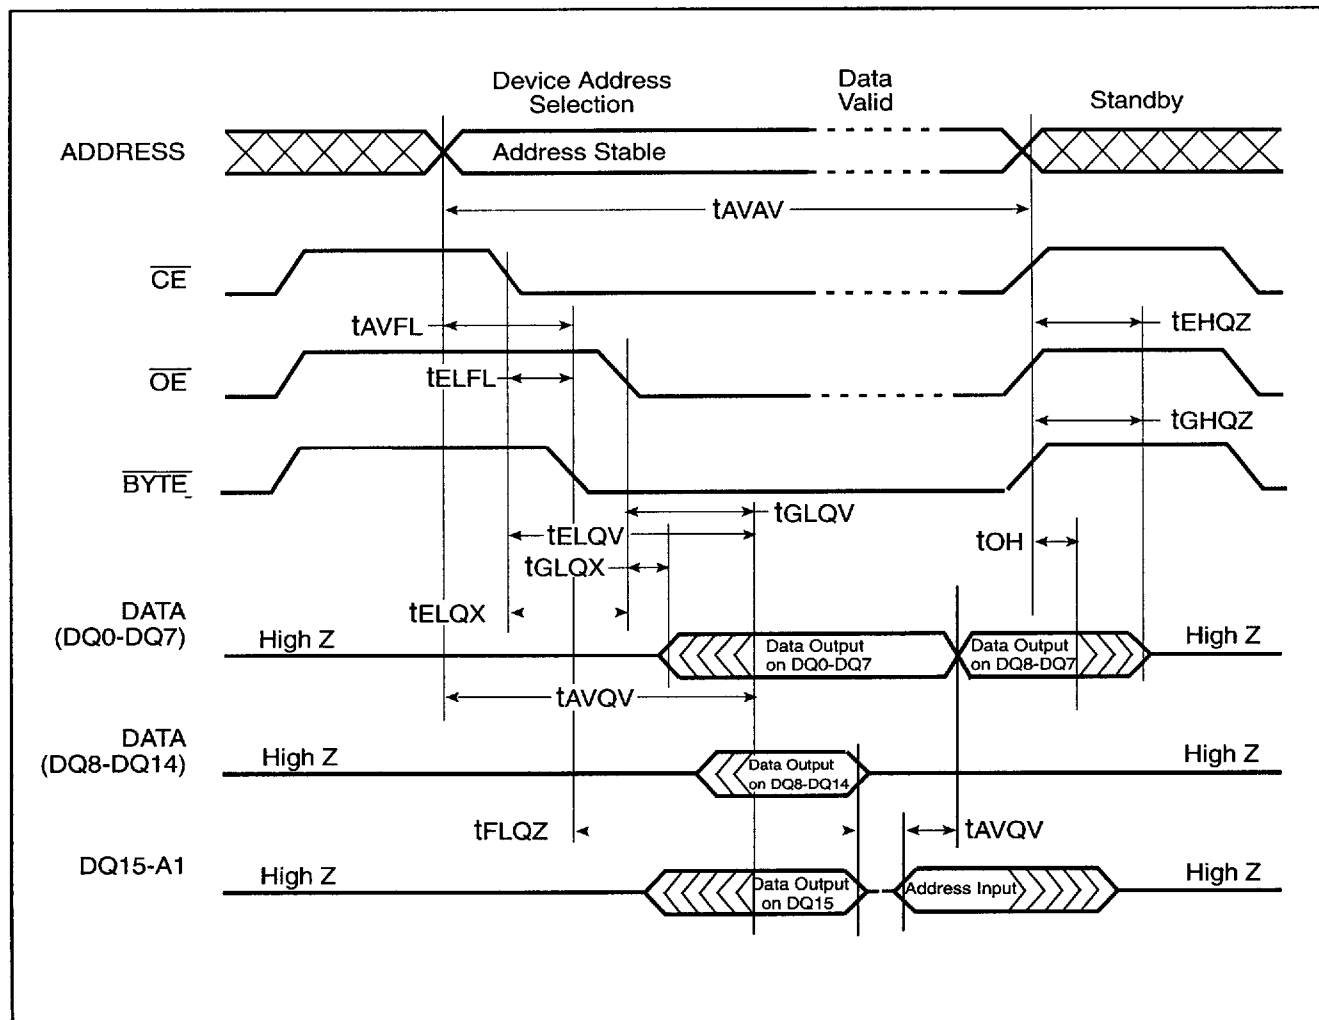 Device Address
Selection
Data
Valid
Standby
ADDRESS
Address Stable
tAVAV
CE
tAVFL
tEHQZ
OE
tELFL
tGHQZ
BYTE
tGLQV
tELQV
tOH
tGLQX
tELQX
DATA
(DQ0-DQ7)
High Z
Data Output
on DQ0-DQ7
Data Output
on DQ8-DQ7
High Z
tAVQV
DATA
(DQ8-DQ14)
High Z
Data Output
on DQ8-DQ14
High Z
tFLQZ
tAVQV
DQ15-A1
High Z
Data Output
on DQ15
Address Input
High Z